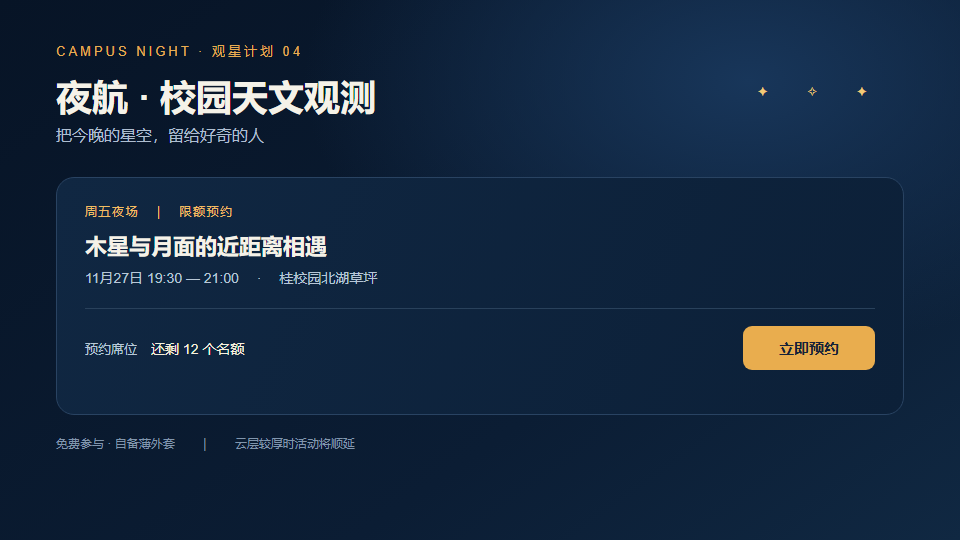 CAMPUS NIGHT · 观星计划 04
夜航 · 校园天文观测
把今晚的星空，留给好奇的人
周五夜场 | 限额预约
木星与月面的近距离相遇
11月27日 19:30 — 21:00 · 桂校园北湖草坪
预约席位 还剩 12 个名额
立即预约
免费参与 · 自备薄外套 | 云层较厚时活动将顺延